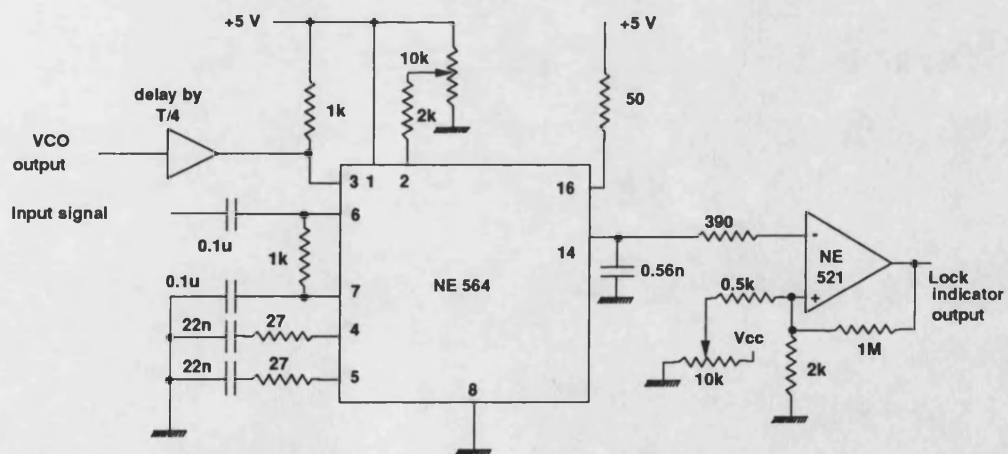 +5 V
+5 V
10k
delay by
T/4
1k
2k
50
VCO
output
3
1
2
16
Input signal
6
0.1u
1k
390
14
-
NE
521
0.1u
7
NE 564
0.56n
0.5k
+
Lock
indicator
output
22n
27
4
Vcc
1M
22n
27
5
10k
2k
8